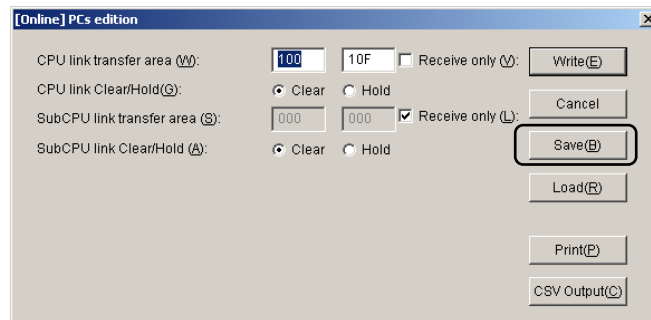 [Online] PCs edition
CPU link transfer area (W): 100 10F Receive only (V): Write(E)
CPU link Clear/Hold(G): Clear Hold
Cancel
SubCPU link transfer area (S): 000 000 Receive only (L):
SubCPU link Clear/Hold (A): Clear Hold
Save(B)
Load(R)
Print(P)
CSV Output(C)